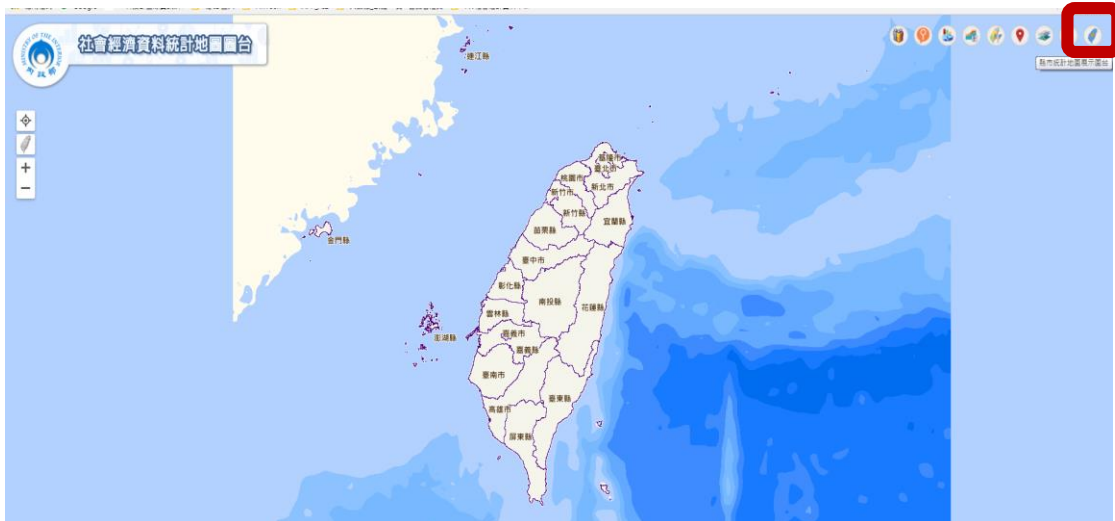 社會經濟資料統計地圖圖台
MINISTRY OF THE INTERIOR
內政部
縣市統計地圖展示圖台
連江縣
金門縣
基隆市
臺北市
桃園市
新北市
新竹市
新竹縣
宜蘭縣
苗栗縣
臺中市
彰化縣
南投縣
花蓮縣
雲林縣
澎湖縣
嘉義市
嘉義縣
臺南市
臺東縣
高雄市
屏東縣
+
−